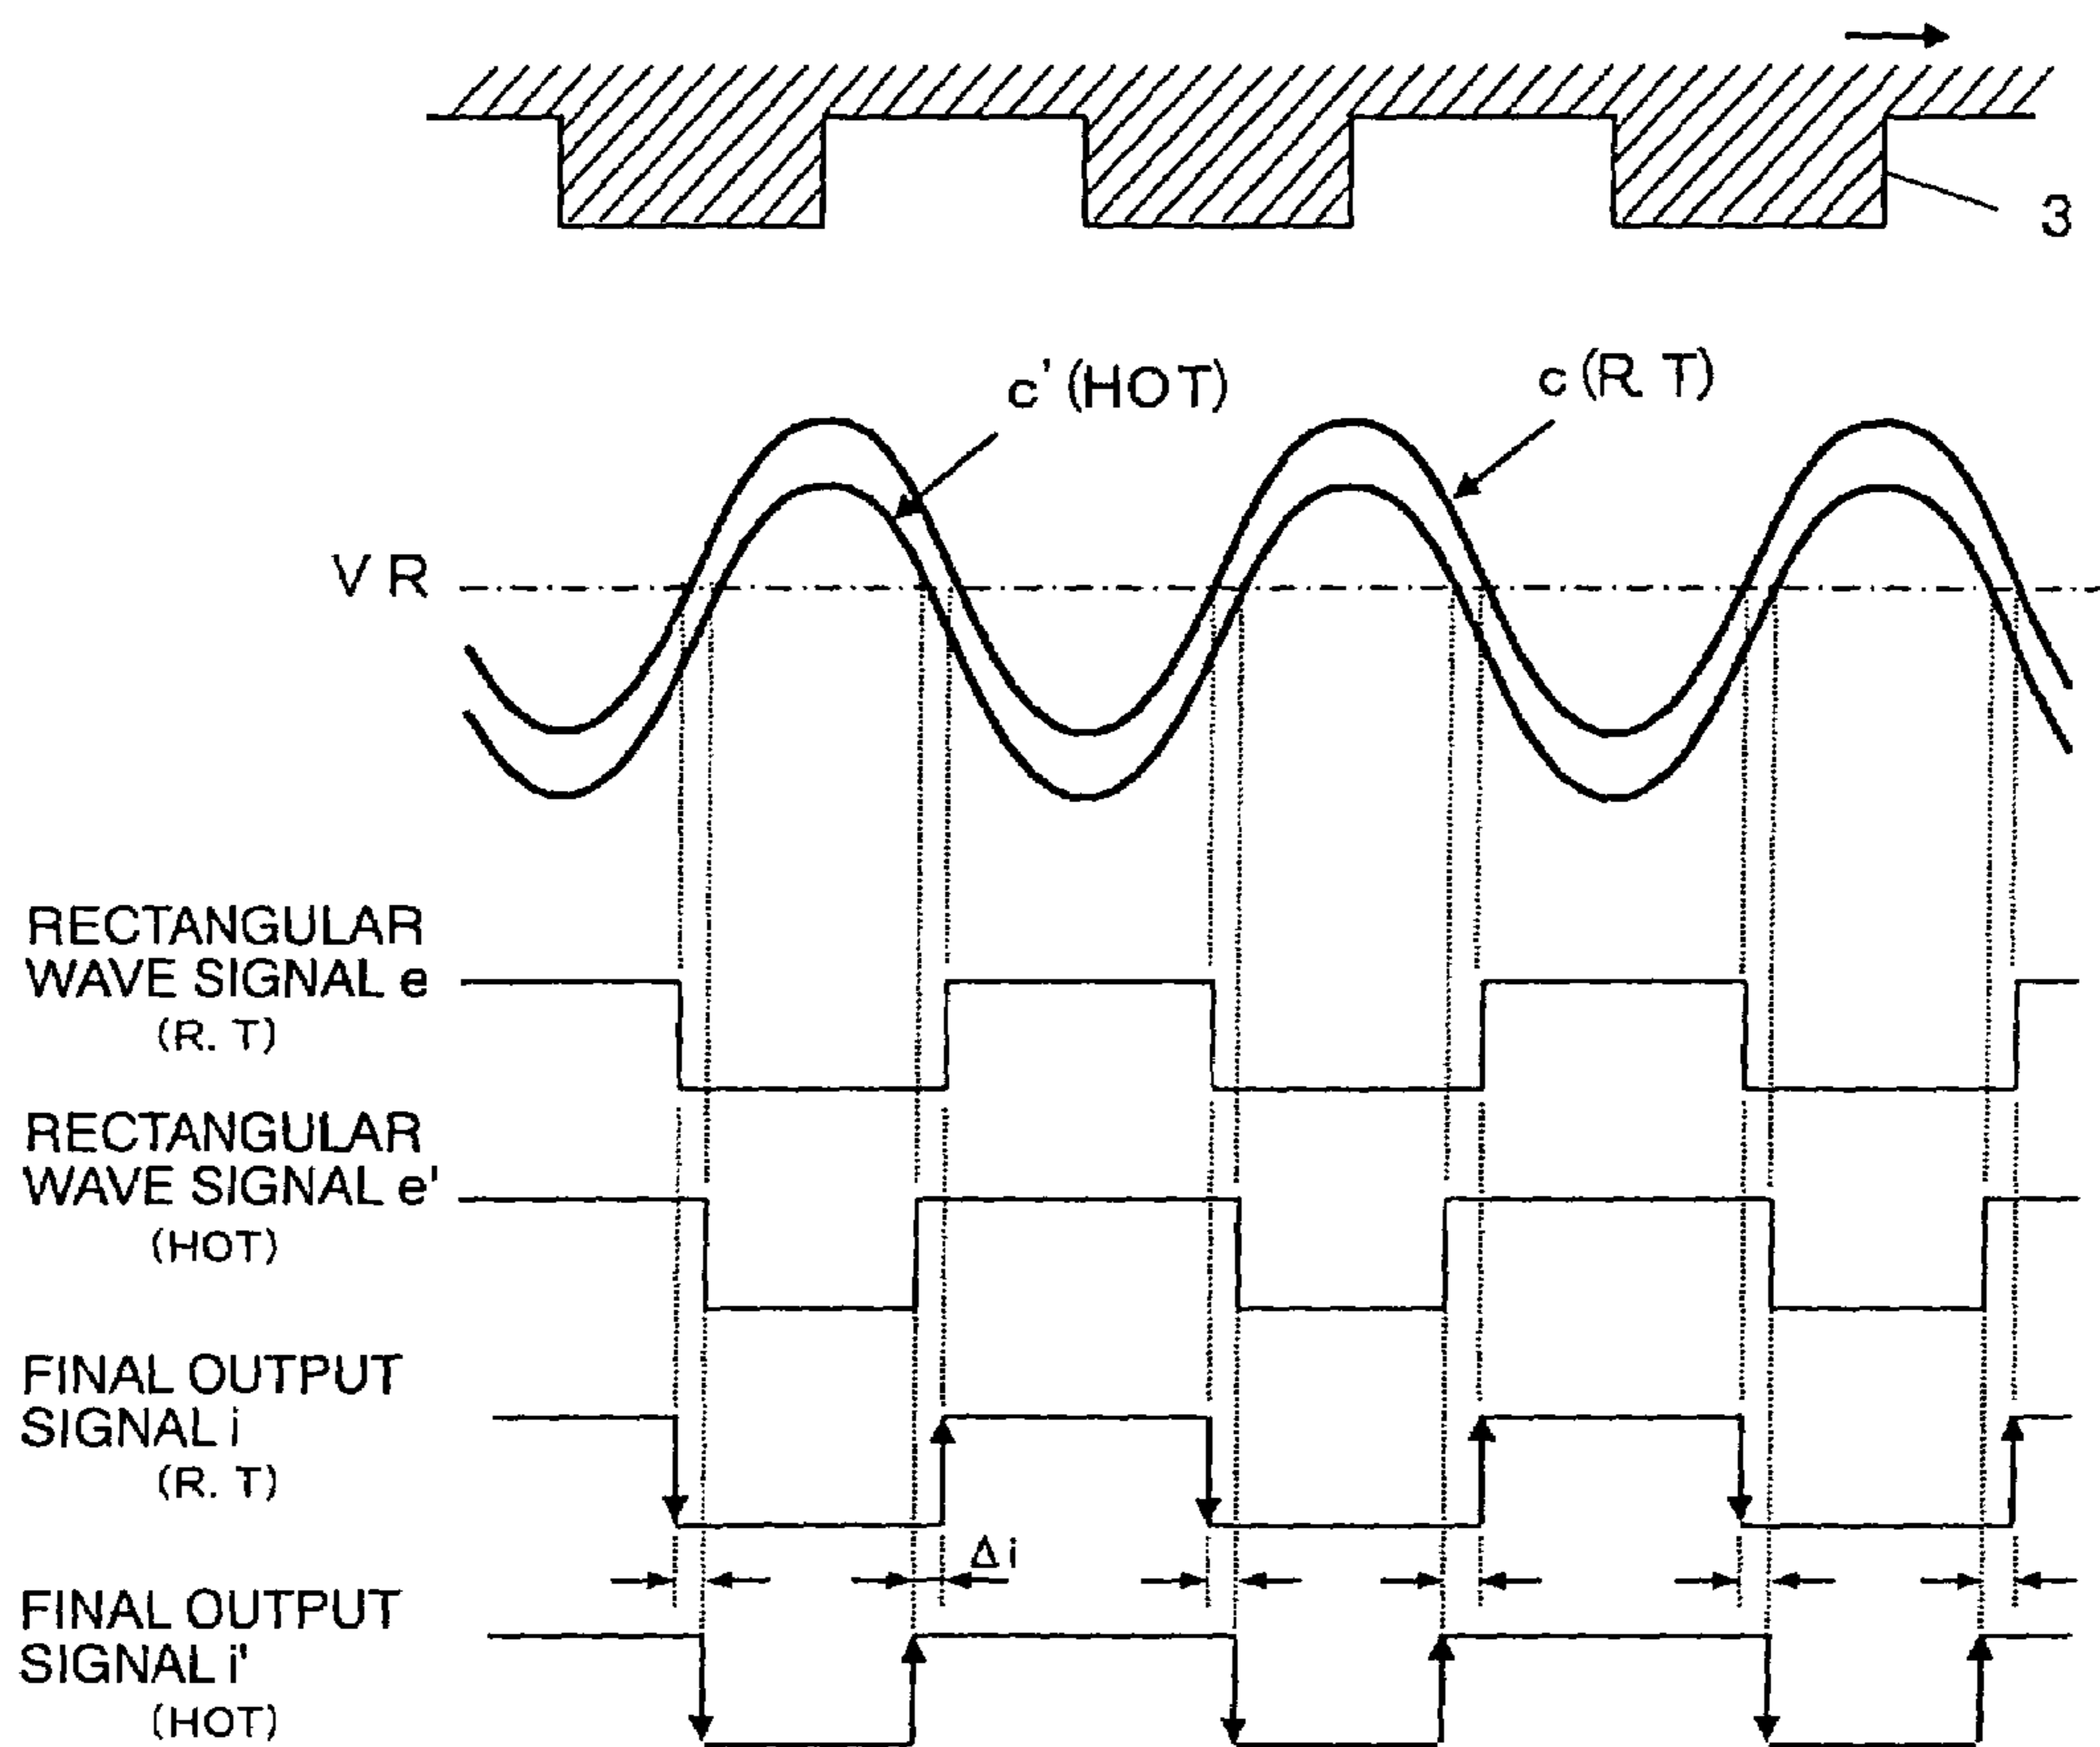 3
c' (HOT)
c (R. T)
V R
RECTANGULAR
WAVE SIGNAL e
(R. T)
RECTANGULAR
WAVE SIGNAL e'
(HOT)
FINAL OUTPUT
SIGNAL i
(R. T)
Δi
FINAL OUTPUT
SIGNAL i'
(HOT)